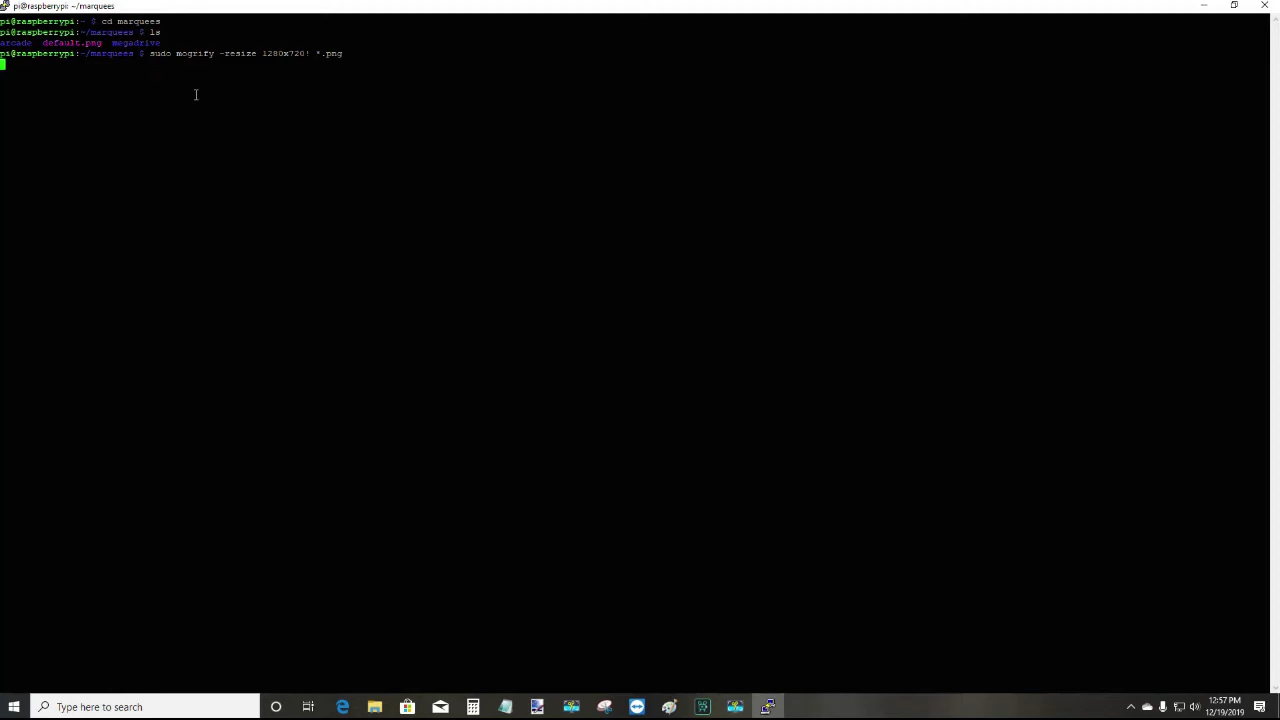 pi@raspberrypi: ~/marquees
pi@raspberrypi:~ $ cd marquees
pi@raspberrypi:~/marquees $ ls
arcade default.png megadrive
pi@raspberrypi:~/marquees $ sudo mogrify -resize 1280x720! *.png
Type here to search
12:57 PM
12/19/2019